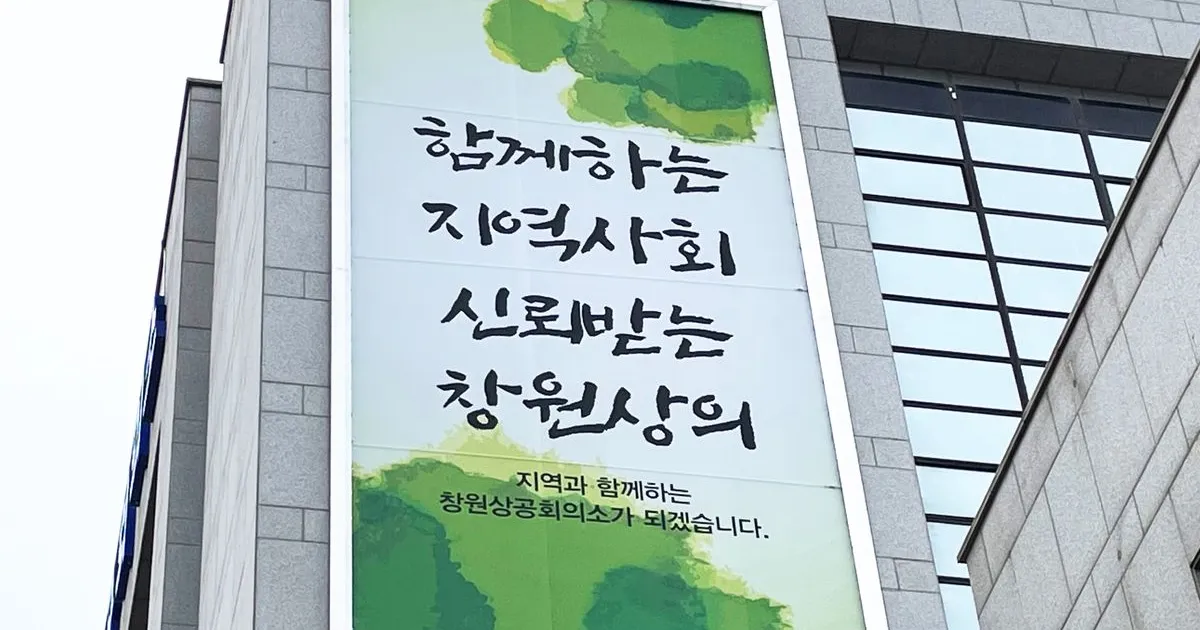 함께하는
지역사회
신뢰받는
창원상의
지역과 함께하는
창원상공회의소가 되겠습니다.